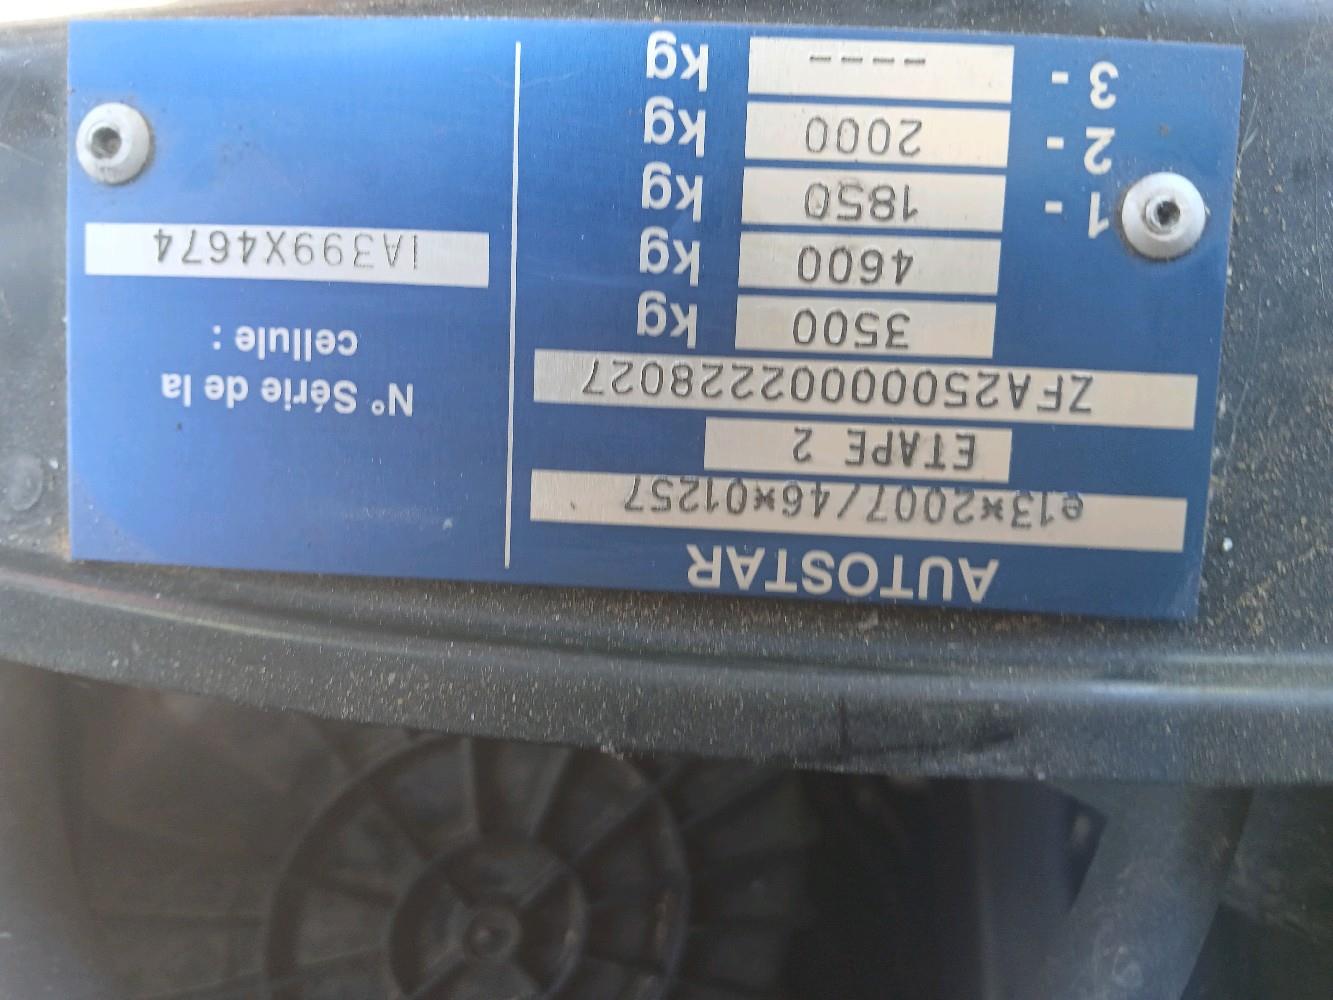 AUTOSTAR
e13*2007/46*01257
ETAPE 2
ZFA25000002228027
3500 kg
4600 kg
1 - 1850 kg
2 - 2000 kg
3 - ---- kg
N° Série de la
cellule :
IA399X4674